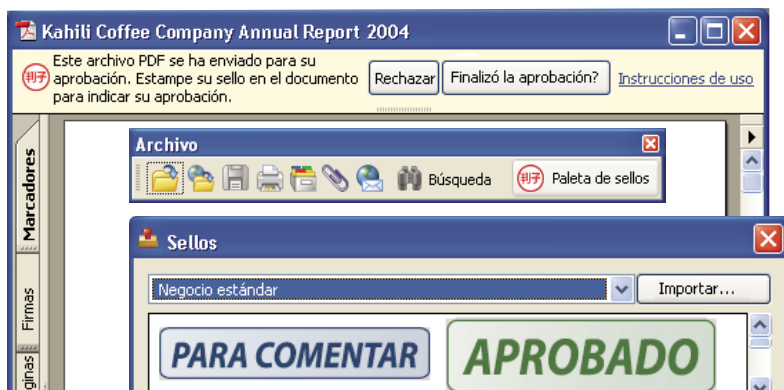 Kahili Coffee Company Annual Report 2004
Este archivo PDF se ha enviado para su
aprobación. Estampe su sello en el documento
para indicar su aprobación.
Rechazar
Finalizó la aprobación?
Instrucciones de uso
Marcadores
Firmas
Archivo
Búsqueda
判子 Paleta de sellos
Sellos
Negocio estándar
Importar...
PARA COMENTAR
APROBADO